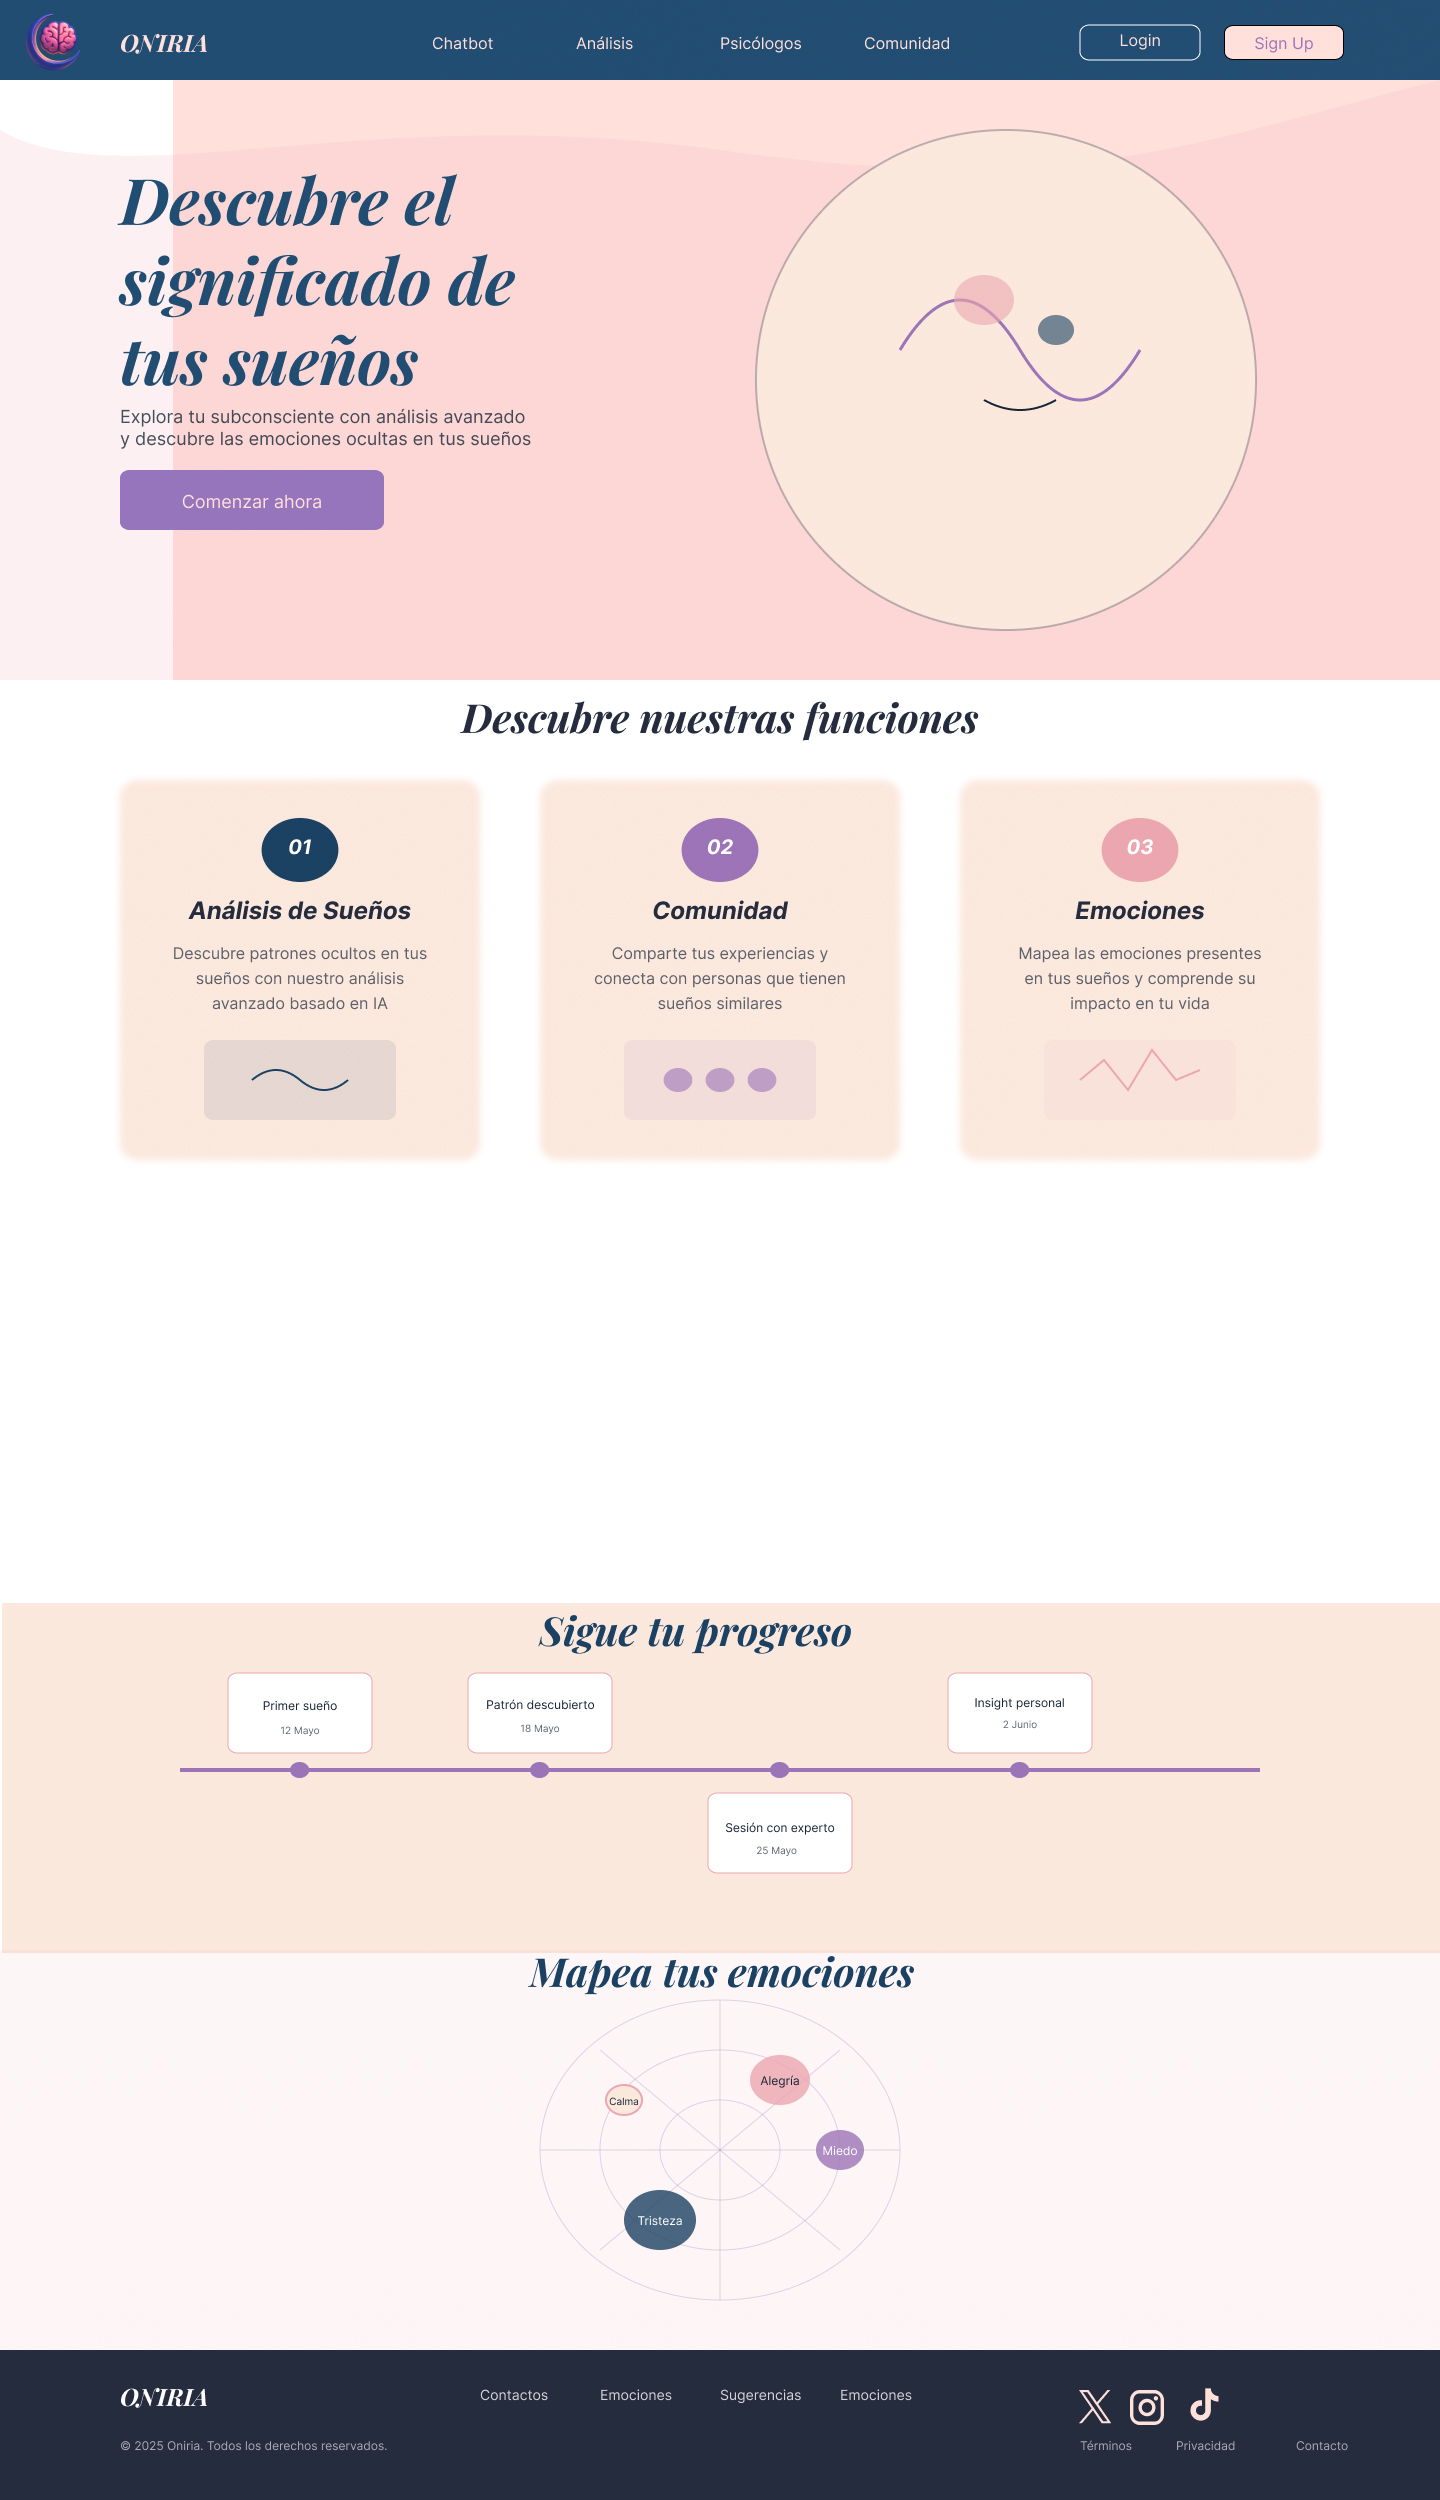 ONIRIA
Chatbot
Análisis
Psicólogos
Comunidad
Login
Sign Up
Descubre el
significado de
tus sueños
Explora tu subconsciente con análisis avanzado
y descubre las emociones ocultas en tus sueños
Comenzar ahora
Descubre nuestras funciones
01
Análisis de Sueños
Descubre patrones ocultos en tus
sueños con nuestro análisis
avanzado basado en IA
02
Comunidad
Comparte tus experiencias y
conecta con personas que tienen
sueños similares
03
Emociones
Mapea las emociones presentes
en tus sueños y comprende su
impacto en tu vida
Sigue tu progreso
Primer sueño
12 Mayo
Patrón descubierto
18 Mayo
Sesión con experto
25 Mayo
Insight personal
2 Junio
Mapea tus emociones
Alegría
Calma
Miedo
Tristeza
ONIRIA
Contactos
Emociones
Sugerencias
Emociones
© 2025 Oniria. Todos los derechos reservados.
Términos
Privacidad
Contacto